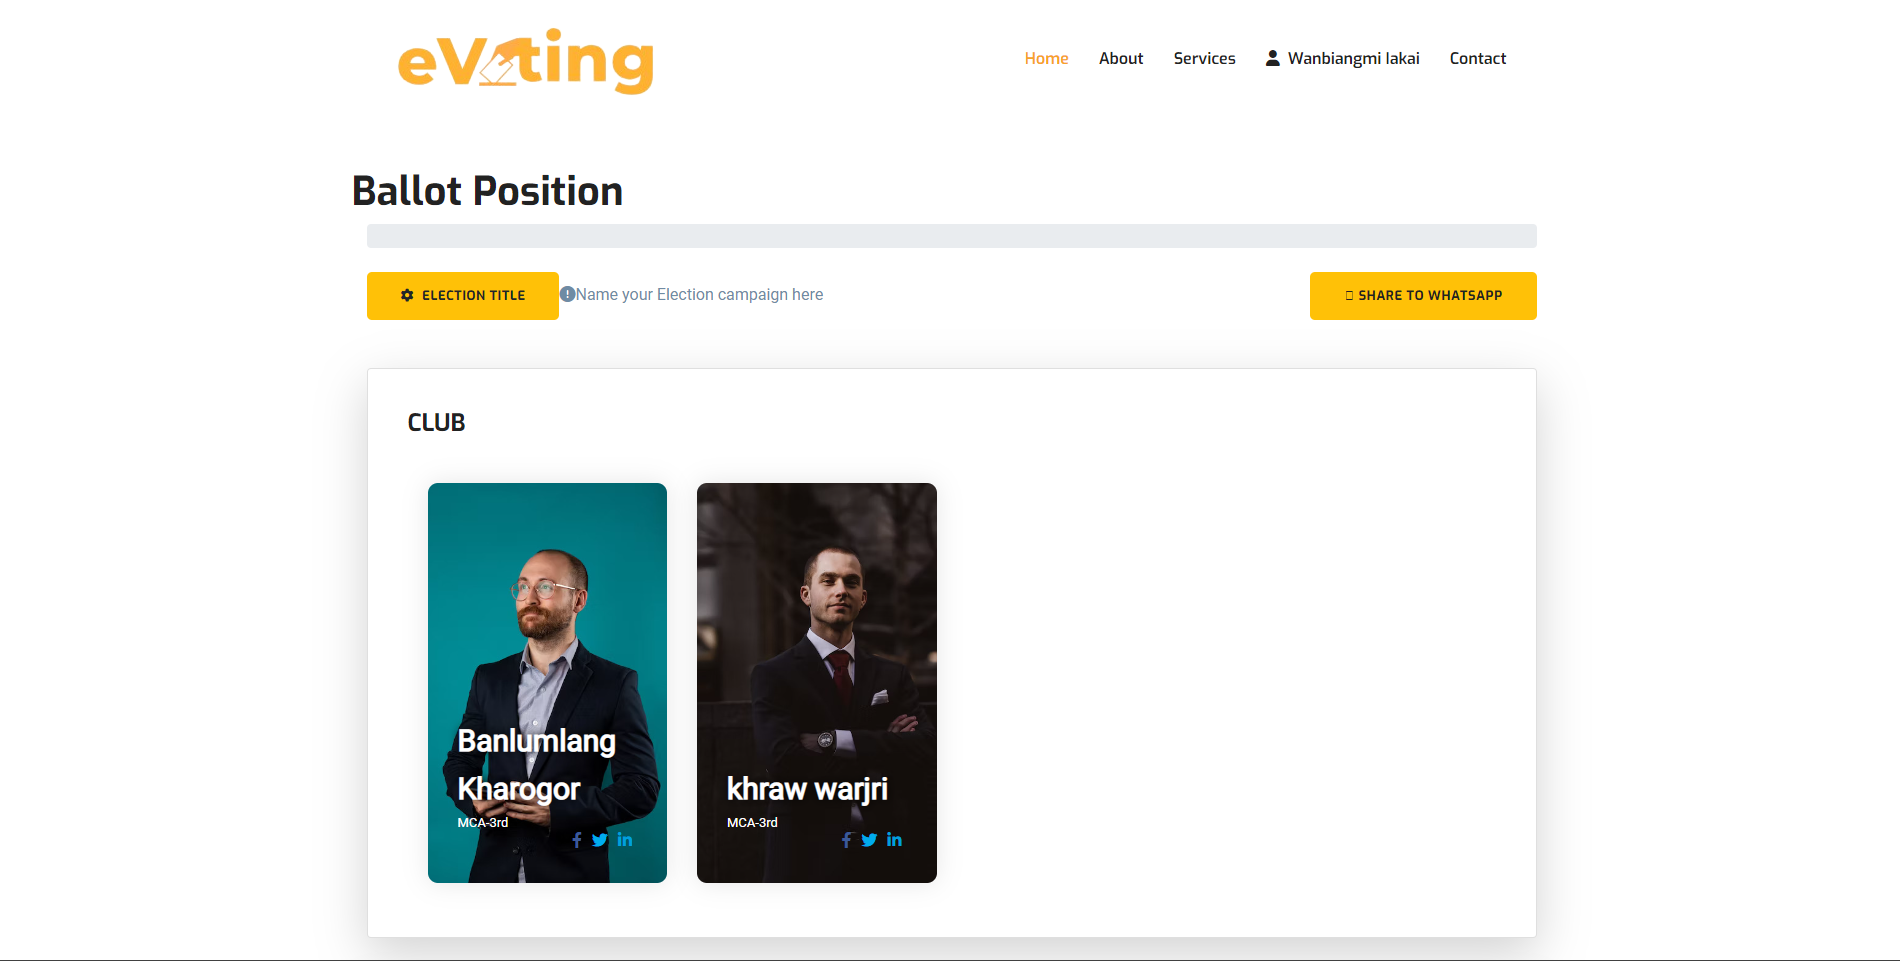 eVoting
Home About Services Wanbiangmi lakai Contact
Ballot Position
ELECTION TITLE Name your Election campaign here SHARE TO WHATSAPP
CLUB
Banlumlang
Kharogor
MCA-3rd
khraw warjri
MCA-3rd